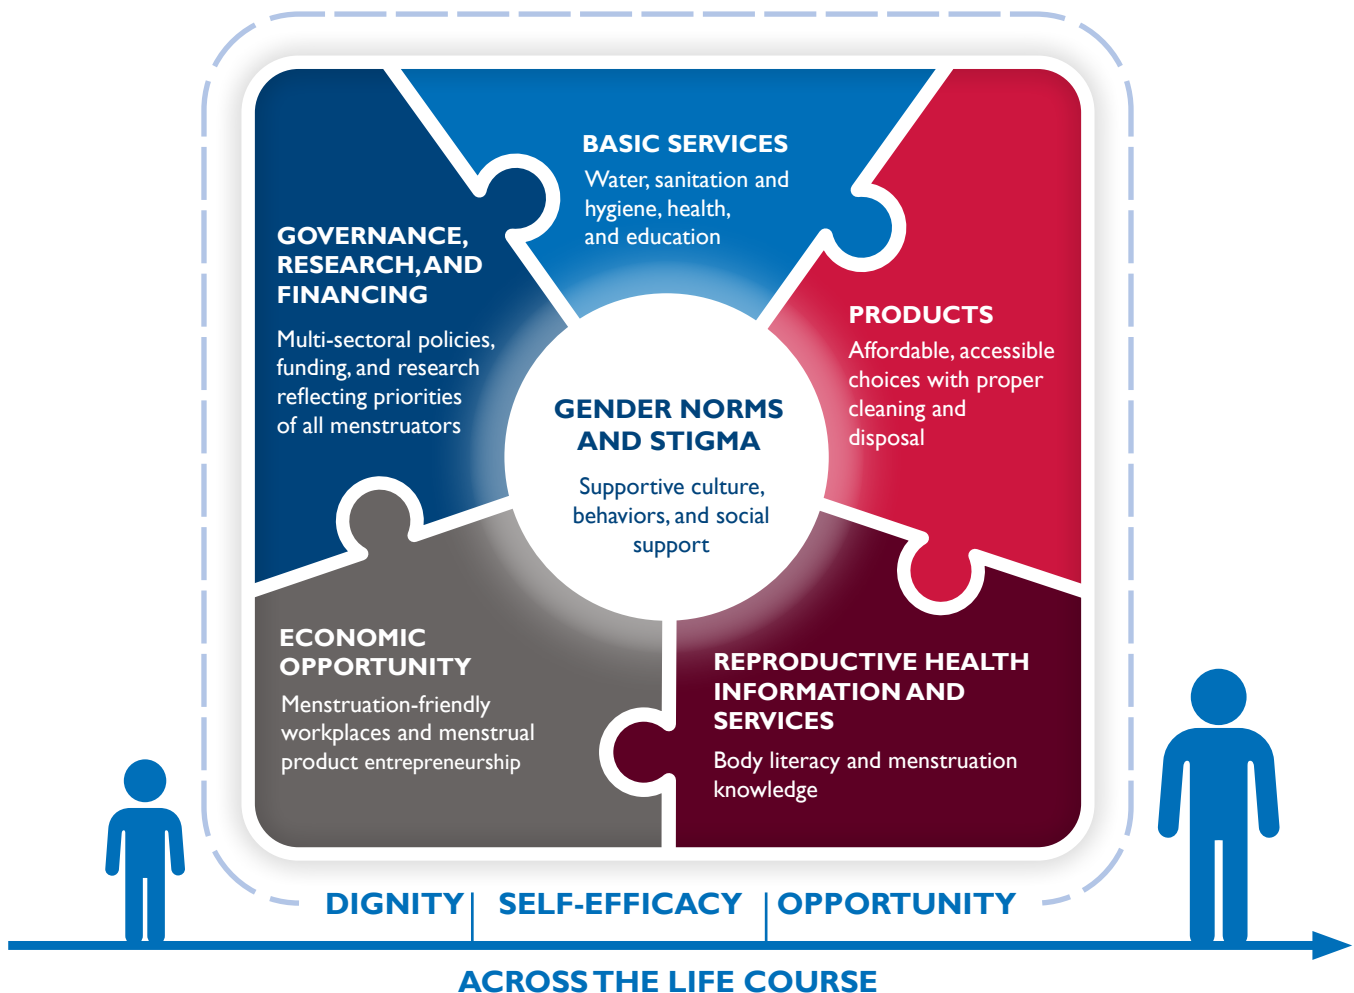 BASIC SERVICES
Water, sanitation and
hygiene, health,
and education
GOVERNANCE,
RESEARCH, AND
FINANCING
Multi-sectoral policies,
funding, and research
reflecting priorities
of all menstruators
PRODUCTS
Affordable, accessible
choices with proper
cleaning and
disposal
GENDER NORMS
AND STIGMA
Supportive culture,
behaviors, and social
support
ECONOMIC
OPPORTUNITY
Menstruation-friendly
workplaces and menstrual
product entrepreneurship
REPRODUCTIVE HEALTH
INFORMATION AND
SERVICES
Body literacy and menstruation
knowledge
DIGNITY
SELF-EFFICACY
OPPORTUNITY
ACROSS THE LIFE COURSE